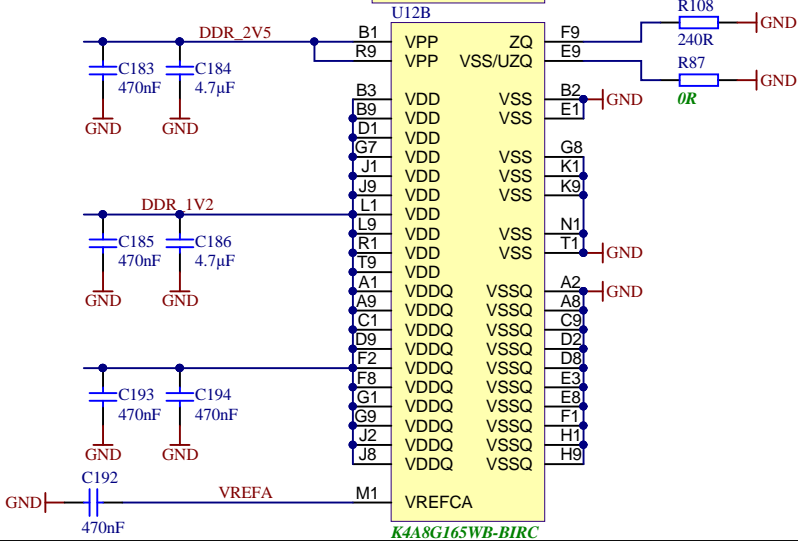 U12B
R108
240R
GND
R87
0R
GND
DDR_2V5
B1 VPP ZQ F9
R9 VPP VSS/UZQ E9
C183
470nF
C184
4.7µF
GND GND
B3 VDD VSS B2 GND
B9 VDD VSS E1
D1 VDD
G7 VDD VSS G8
J1 VDD VSS K1
J9 VDD VSS K9
DDR_1V2
L1 VDD
L9 VDD VSS N1
R1 VDD VSS T1 GND
T9 VDD
C185
470nF
C186
4.7µF
GND GND
A1 VDDQ VSSQ A2 GND
A9 VDDQ VSSQ A8
C1 VDDQ VSSQ C9
D9 VDDQ VSSQ D2
F2 VDDQ VSSQ D8
F8 VDDQ VSSQ E3
G1 VDDQ VSSQ E8
G9 VDDQ VSSQ F1
J2 VDDQ VSSQ H1
J8 VDDQ VSSQ H9
C193
470nF
C194
470nF
GND GND
C192
GND
470nF
VREFA
M1 VREFCA
K4A8G165WB-BIRC